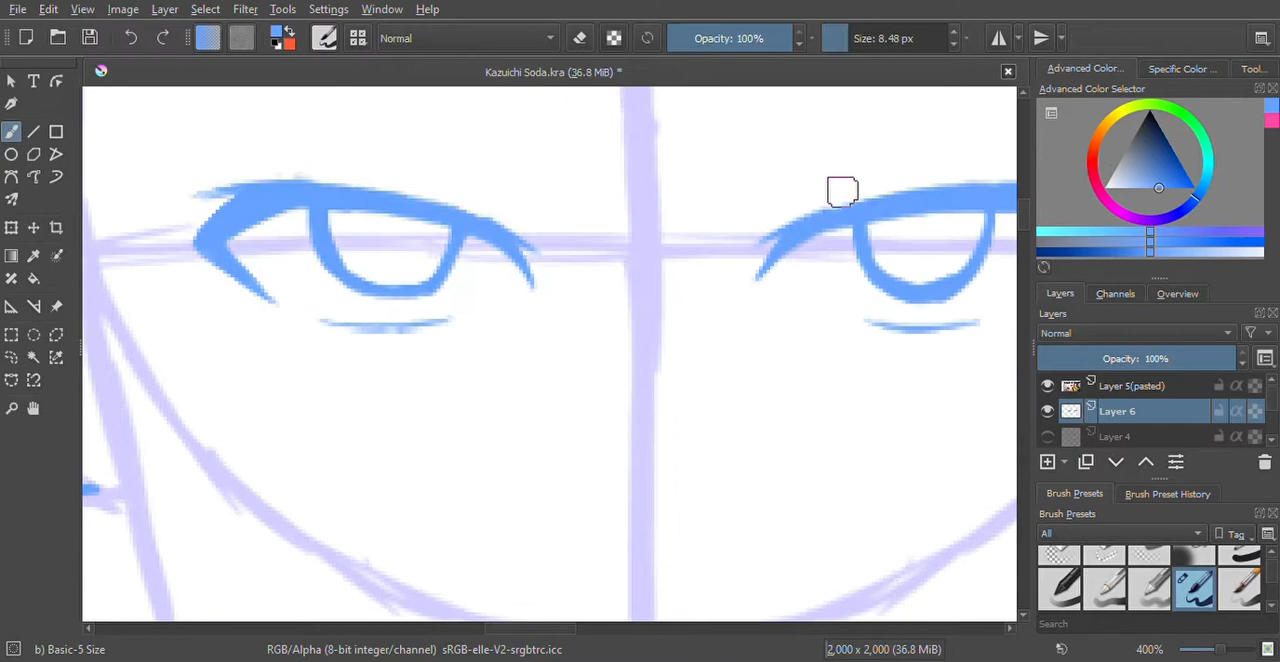 File Edit View Image Layer Select Filter Tools Settings Window Help
Normal Opacity: 100% Size: 8.48 px
Kazuichi Soda.kra (36.8 MiB) *
Advanced Color... Specific Color ... Tool...
Advanced Color Selector
Layers Channels Overview
Layers
Normal
Opacity: 100%
Layer 5(pasted)
Layer 6
Layer 4
Brush Presets Brush Preset History
Brush Presets
All Tag
Search
b) Basic-5 Size RGB/Alpha (8-bit integer/channel) sRGB-elle-V2-srgbtrc.icc 2,000 x 2,000 (36.8 MiB) 400%